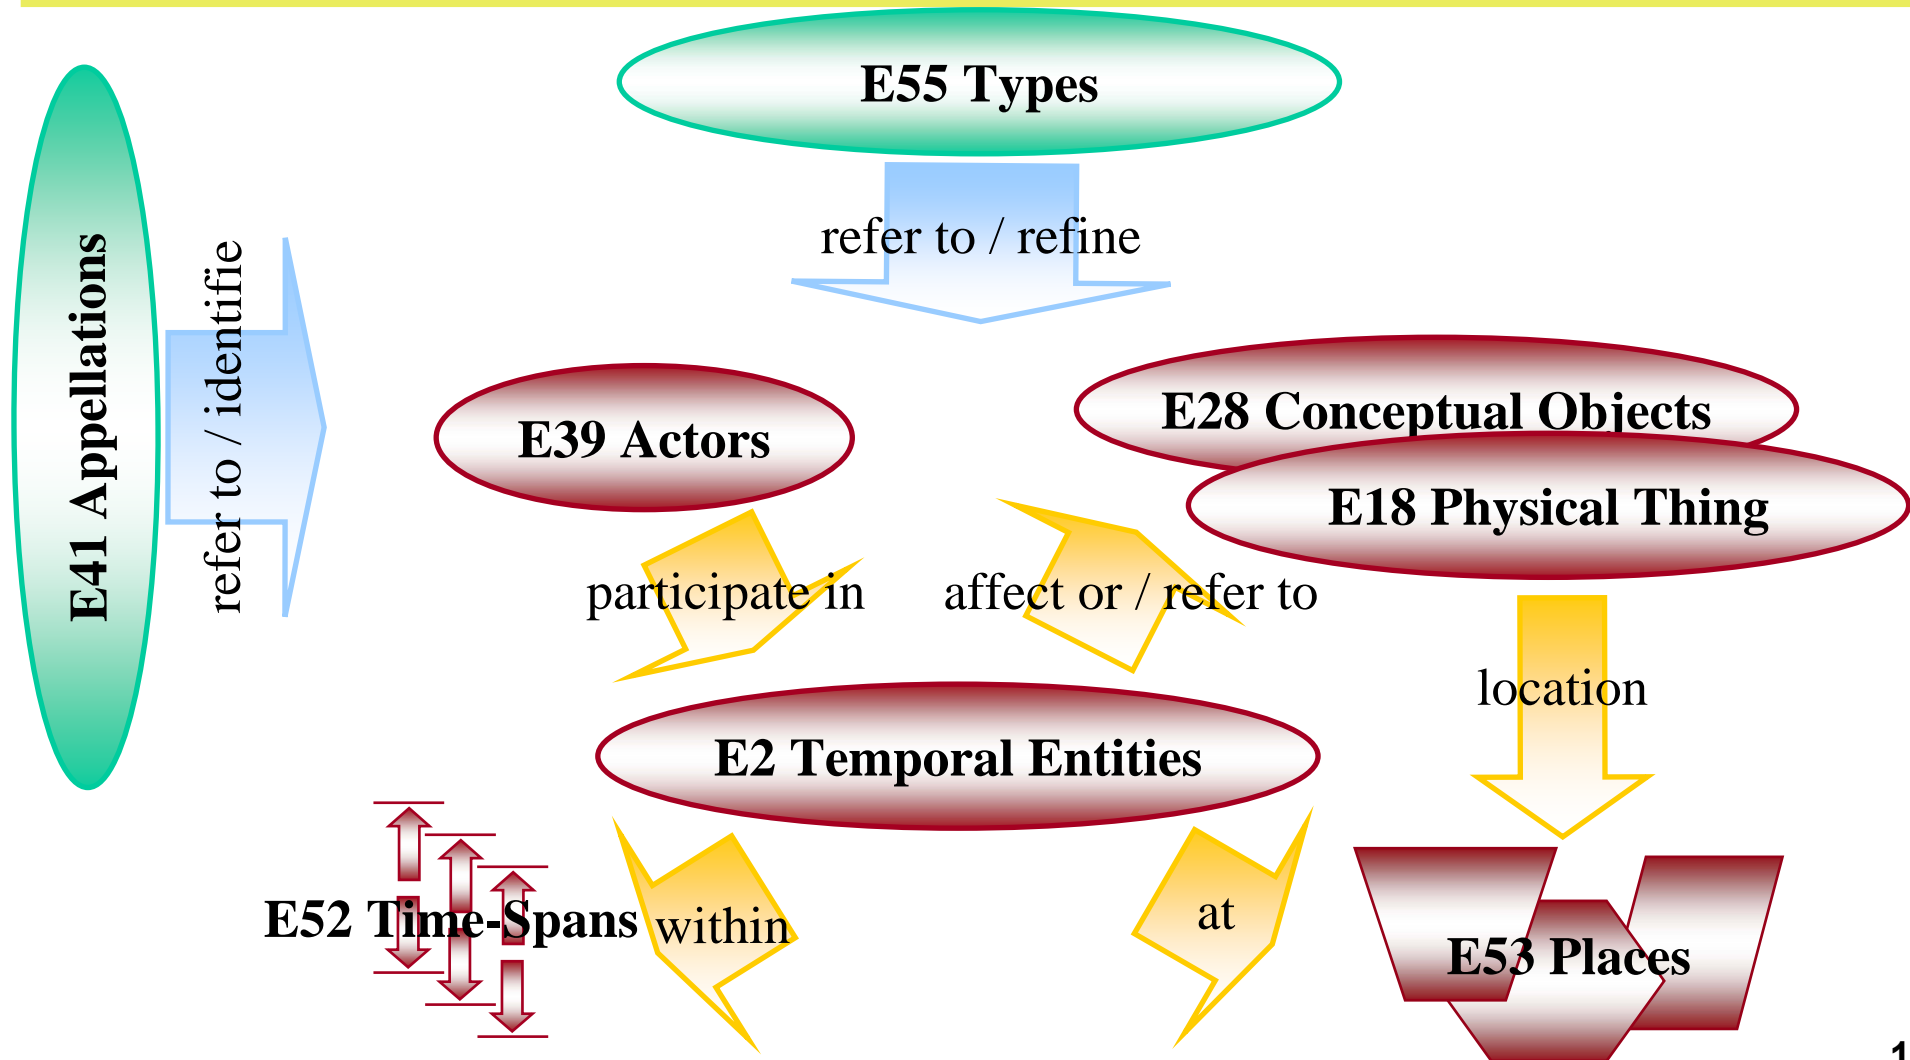 E55 Types
refer to / refine
E41 Appellations
refer to / identifie
E39 Actors
E28 Conceptual Objects
E18 Physical Thing
participate in
affect or / refer to
location
E2 Temporal Entities
E52 Time-Spans
within
at
E53 Places
1